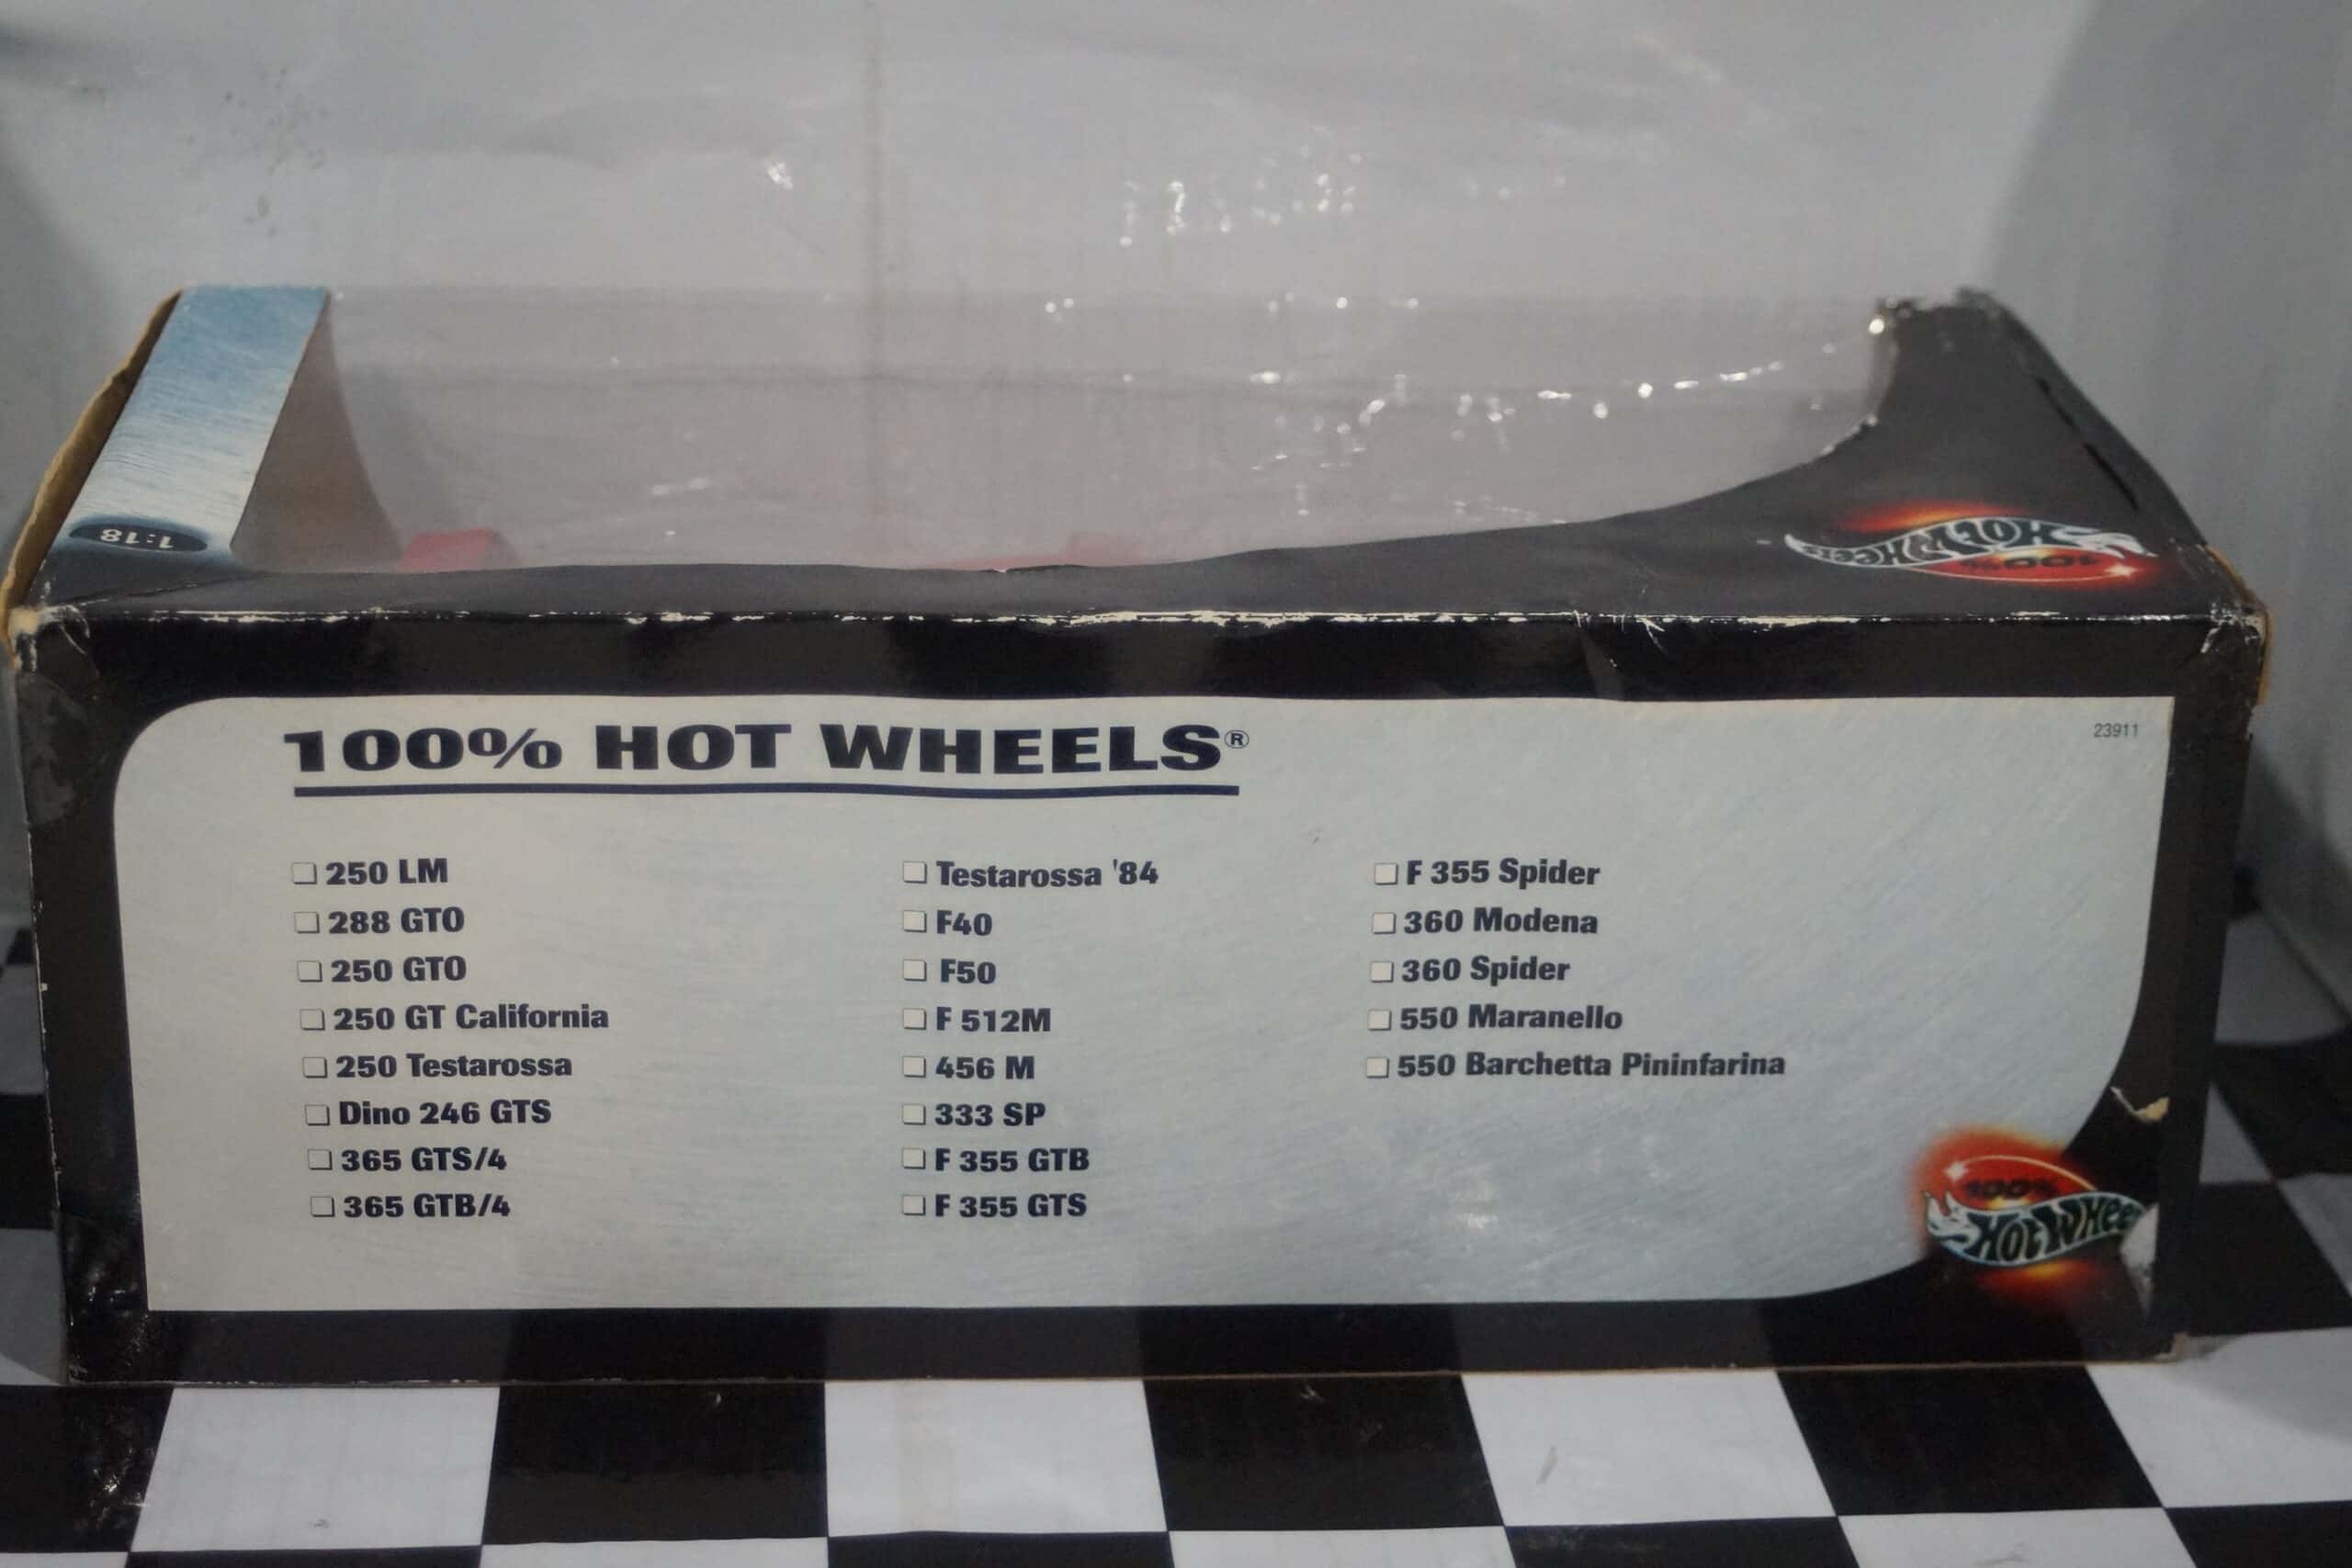 1:18
100% HOT WHEELS
100% HOT WHEELS®
23911
250 LM
288 GTO
250 GTO
250 GT California
250 Testarossa
Dino 246 GTS
365 GTS/4
365 GTB/4
Testarossa '84
F40
F50
F 512M
456 M
333 SP
F 355 GTB
F 355 GTS
F 355 Spider
360 Modena
360 Spider
550 Maranello
550 Barchetta Pininfarina
100%
Hot Whee